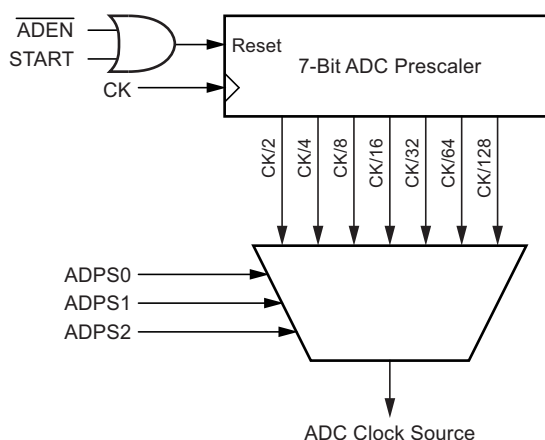 ADEN
START
Reset
7-Bit ADC Prescaler
CK
CK/2
CK/4
CK/8
CK/16
CK/32
CK/64
CK/128
ADPS0
ADPS1
ADPS2
ADC Clock Source